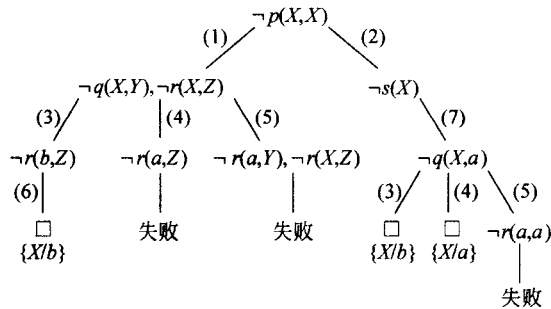 ¬p(X,X)
(1) (2)
¬q(X,Y),¬r(X,Z) ¬s(X)
(3) (4) (5) (7)
¬r(b,Z) ¬r(a,Z) ¬r(a,Y),¬r(X,Z) ¬q(X,a)
(6) (3) (4) (5)
□ 失败 失败 □ □ ¬r(a,a)
{X/b} {X/b} {X/a}
失败